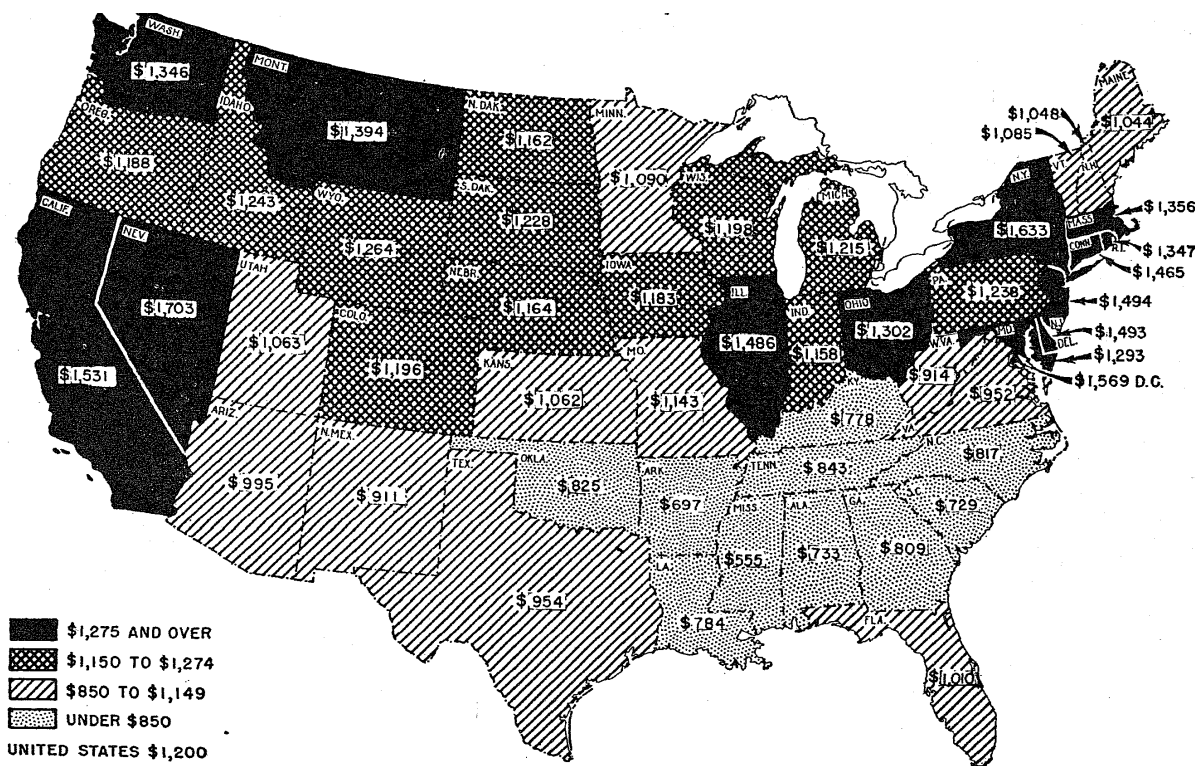 WASH.
$1,346
MONT.
$1,394
IDAHO
$1,243
OREG.
$1,188
N. DAK.
$1,162
MINN.
$1,090
S. DAK.
$1,228
WYO.
$1,264
WIS.
$1,198
MICH.
$1,215
CALIF.
$1,531
NEV.
$1,703
UTAH
$1,063
COLO.
$1,196
NEBR.
$1,164
IOWA
$1,183
ILL.
$1,486
IND.
$1,158
OHIO
$1,302
PA.
$1,238
N.Y.
$1,633
VT.
N.H.
$1,048
$1,085
MAINE
$1,044
MASS.
$1,356
CONN.
R.I.
$1,347
$1,465
$1,494
N.J.
$1,493
DEL.
$1,293
MD.
$1,569 D.C.
W.VA.
$914
VA.
$952
KY.
$778
KANS.
$1,062
MO.
$1,143
ARIZ.
$995
N. MEX.
$911
TEX.
$954
OKLA.
$825
ARK.
$697
TENN.
$843
N.C.
$817
S.C.
$729
MISS.
$555
ALA.
$733
GA.
$809
LA.
$784
FLA.
$1,010
$1,275 AND OVER
$1,150 TO $1,274
$850 TO $1,149
UNDER $850
UNITED STATES $1,200